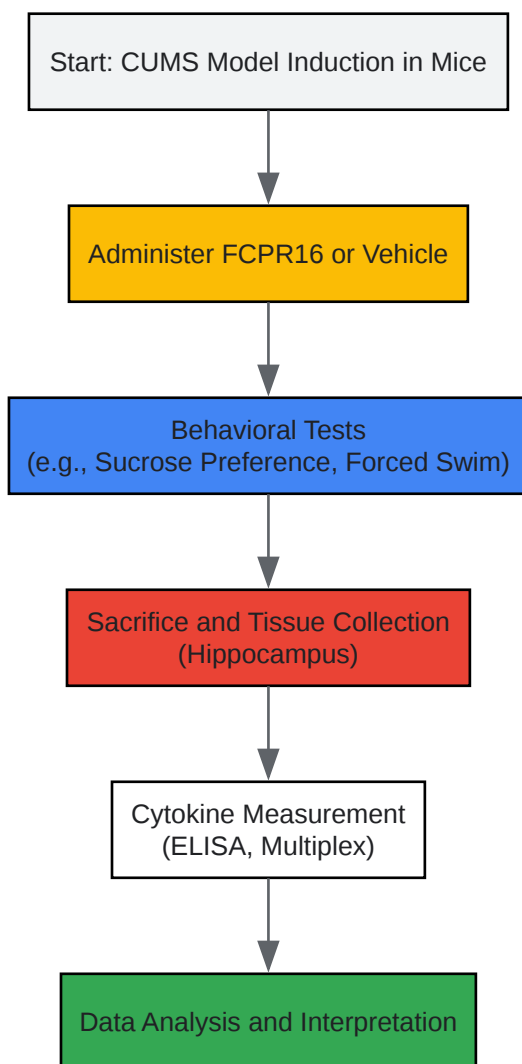 Start: CUMS Model Induction in Mice
Administer FCPR16 or Vehicle
Behavioral Tests
(e.g., Sucrose Preference, Forced Swim)
Sacrifice and Tissue Collection
(Hippocampus)
Cytokine Measurement
(ELISA, Multiplex)
Data Analysis and Interpretation